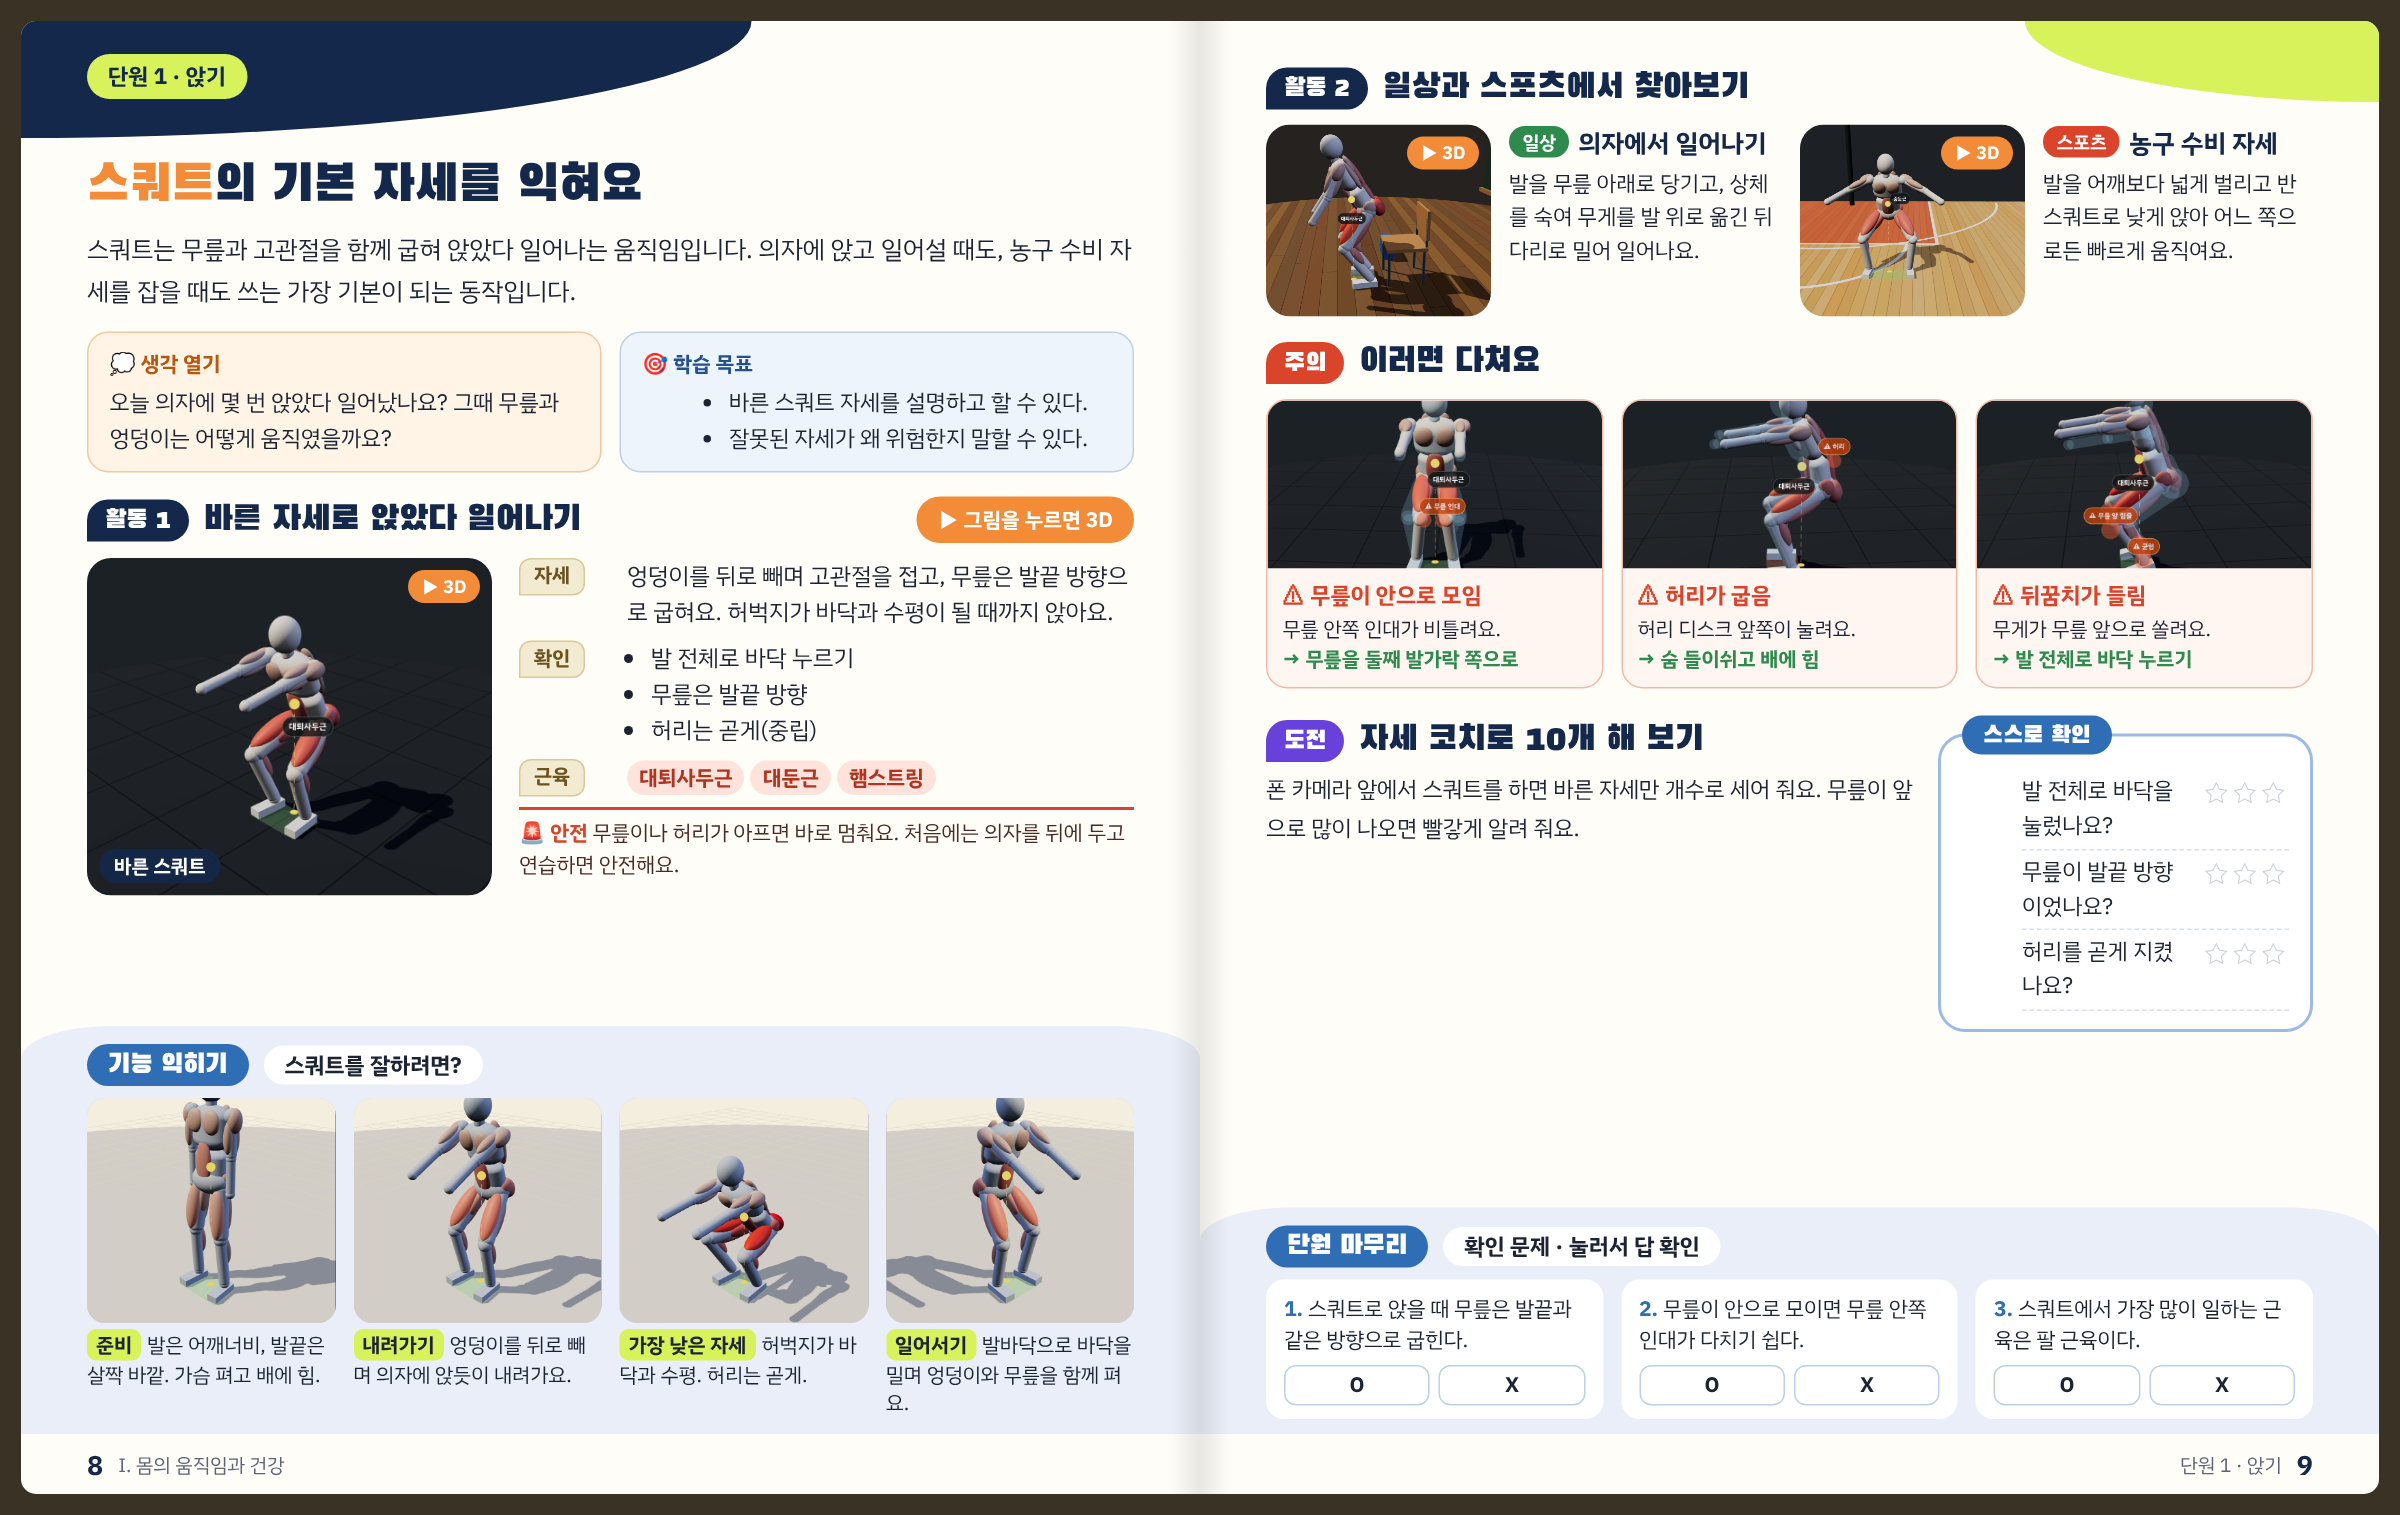 단원 1 · 앉기
스쿼트의 기본 자세를 익혀요
스쿼트는 무릎과 고관절을 함께 굽혀 앉았다 일어나는 움직임입니다. 의자에 앉고 일어설 때도, 농구 수비 자
세를 잡을 때도 쓰는 가장 기본이 되는 동작입니다.
💭 생각 열기
오늘 의자에 몇 번 앉았다 일어났나요? 그때 무릎과
엉덩이는 어떻게 움직였을까요?
🎯 학습 목표
• 바른 스쿼트 자세를 설명하고 할 수 있다.
• 잘못된 자세가 왜 위험한지 말할 수 있다.
활동 1 바른 자세로 앉았다 일어나기
▶ 그림을 누르면 3D
▶ 3D
대퇴사두근
바른 스쿼트
자세 엉덩이를 뒤로 빼며 고관절을 접고, 무릎은 발끝 방향으
로 굽혀요. 허벅지가 바닥과 수평이 될 때까지 앉아요.
확인 • 발 전체로 바닥 누르기
• 무릎은 발끝 방향
• 허리는 곧게(중립)
근육 대퇴사두근 대둔근 햄스트링
🚨 안전 무릎이나 허리가 아프면 바로 멈춰요. 처음에는 의자를 뒤에 두고
연습하면 안전해요.
기능 익히기 스쿼트를 잘하려면?
준비 발은 어깨너비, 발끝은
살짝 바깥. 가슴 펴고 배에 힘.
내려가기 엉덩이를 뒤로 빼
며 의자에 앉듯이 내려가요.
가장 낮은 자세 허벅지가 바
닥과 수평. 허리는 곧게.
일어서기 발바닥으로 바닥을
밀며 엉덩이와 무릎을 함께 펴
요.
8 I. 몸의 움직임과 건강
활동 2 일상과 스포츠에서 찾아보기
▶ 3D
대퇴사두근
일상 의자에서 일어나기
발을 무릎 아래로 당기고, 상체
를 숙여 무게를 발 위로 옮긴 뒤
다리로 밀어 일어나요.
▶ 3D
스포츠 농구 수비 자세
발을 어깨보다 넓게 벌리고 반
스쿼트로 낮게 앉아 어느 쪽으
로든 빠르게 움직여요.
주의 이러면 다쳐요
대퇴사두근
⚠ 무릎 인대
⚠ 무릎이 안으로 모임
무릎 안쪽 인대가 비틀려요.
→ 무릎을 둘째 발가락 쪽으로
⚠ 허리
대퇴사두근
⚠ 허리가 굽음
허리 디스크 앞쪽이 눌려요.
→ 숨 들이쉬고 배에 힘
대퇴사두근
⚠ 무릎 앞 힘줄
⚠ 균형
⚠ 뒤꿈치가 들림
무게가 무릎 앞으로 쏠려요.
→ 발 전체로 바닥 누르기
도전 자세 코치로 10개 해 보기
폰 카메라 앞에서 스쿼트를 하면 바른 자세만 개수로 세어 줘요. 무릎이 앞
으로 많이 나오면 빨갛게 알려 줘요.
스스로 확인
발 전체로 바닥을 ☆☆☆
눌렀나요?
무릎이 발끝 방향 ☆☆☆
이었나요?
허리를 곧게 지켰 ☆☆☆
나요?
단원 마무리 확인 문제 · 눌러서 답 확인
1. 스쿼트로 앉을 때 무릎은 발끝과
같은 방향으로 굽힌다.
O X
2. 무릎이 안으로 모이면 무릎 안쪽
인대가 다치기 쉽다.
O X
3. 스쿼트에서 가장 많이 일하는 근
육은 팔 근육이다.
O X
단원 1 · 앉기 9